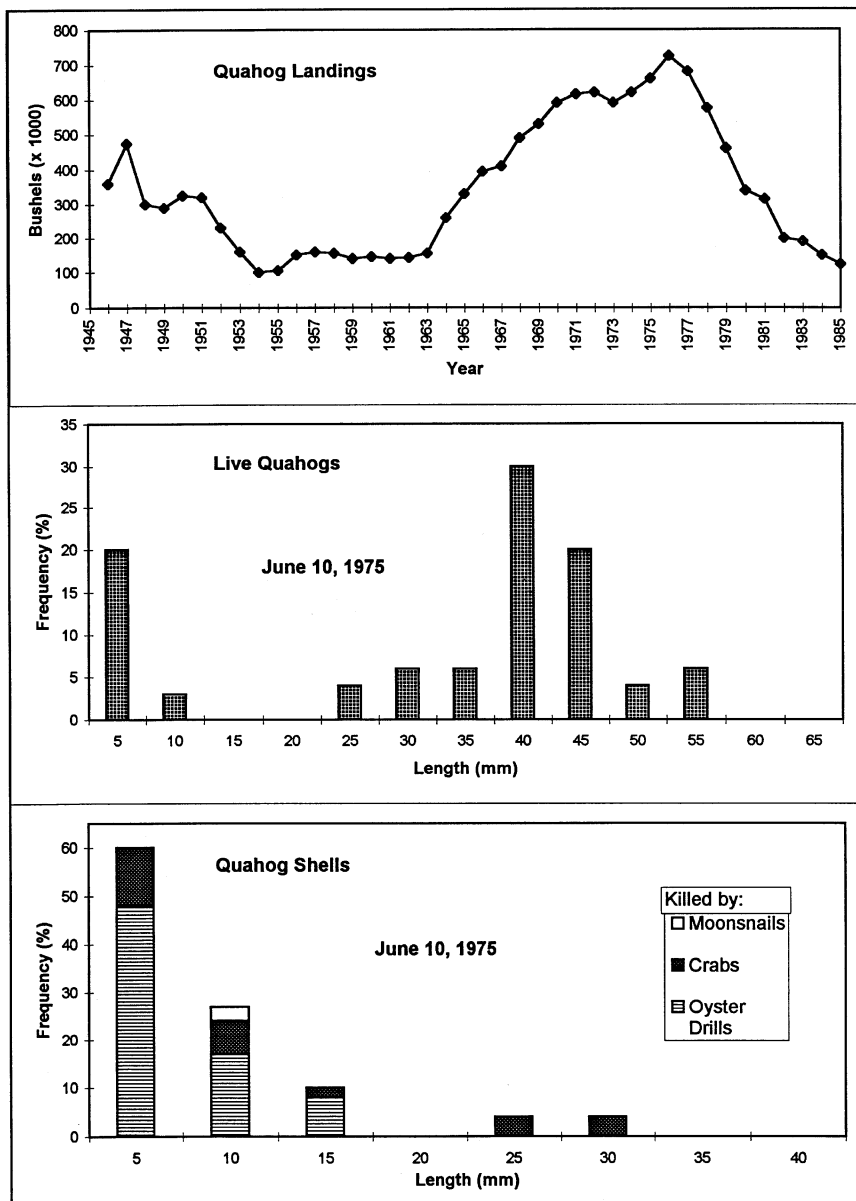 Quahog Landings
Bushels (x 1000)
800
700
600
500
400
300
200
100
0
1945 1947 1949 1951 1953 1955 1957 1959 1961 1963 1965 1967 1969 1971 1973 1975 1977 1979 1981 1983 1985
Year
Live Quahogs
June 10, 1975
Frequency (%)
35
30
25
20
15
10
5
0
5 10 15 20 25 30 35 40 45 50 55 60 65
Length (mm)
Quahog Shells
June 10, 1975
Frequency (%)
60
50
40
30
20
10
0
Killed by:
Moonsnails
Crabs
Oyster
Drills
5 10 15 20 25 30 35 40
Length (mm)